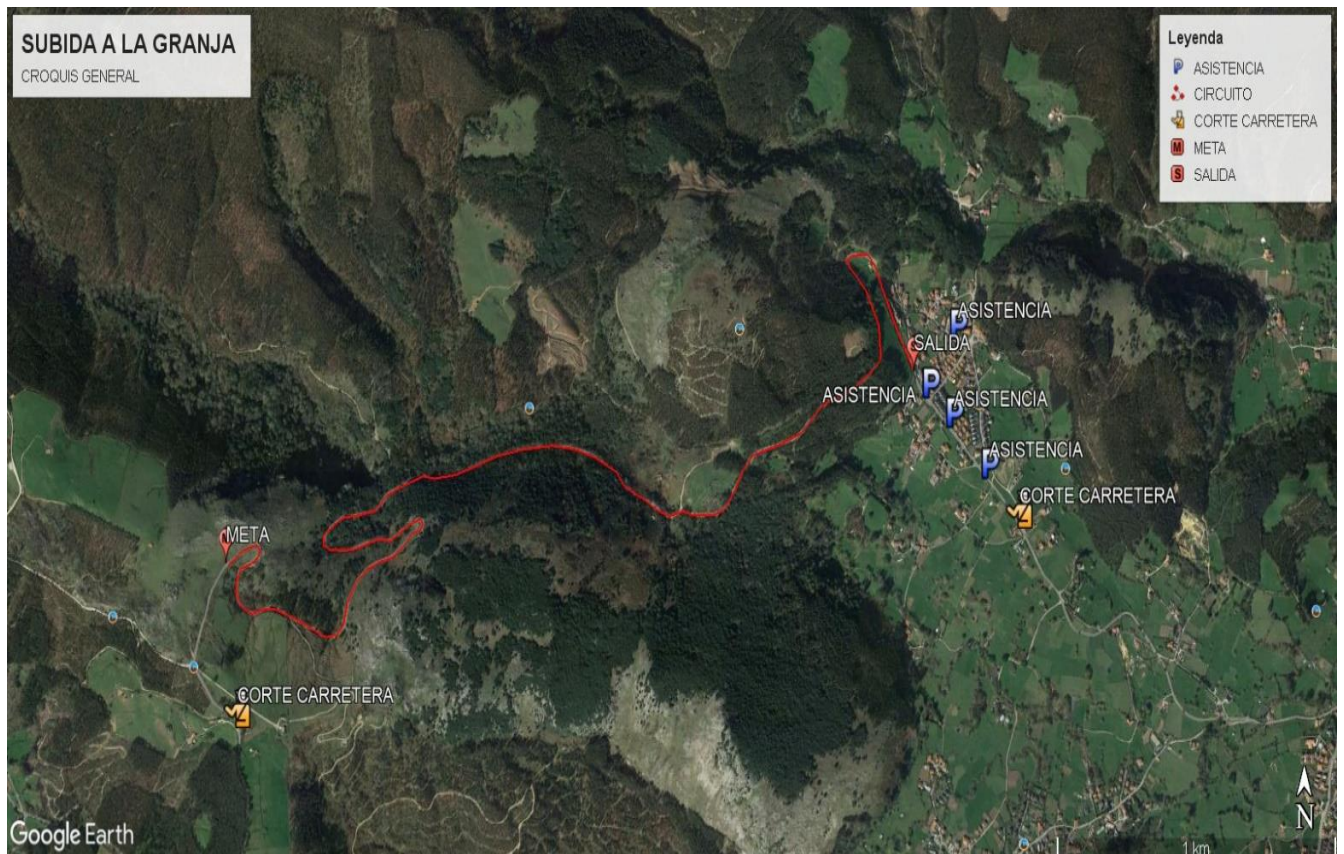 SUBIDA A LA GRANJA
CROQUIS GENERAL
Leyenda
P ASISTENCIA
CIRCUITO
CORTE CARRETERA
M META
S SALIDA
ASISTENCIA
SALIDA
ASISTENCIA
ASISTENCIA
ASISTENCIA
CORTE CARRETERA
META
CORTE CARRETERA
N
Google Earth
1 km